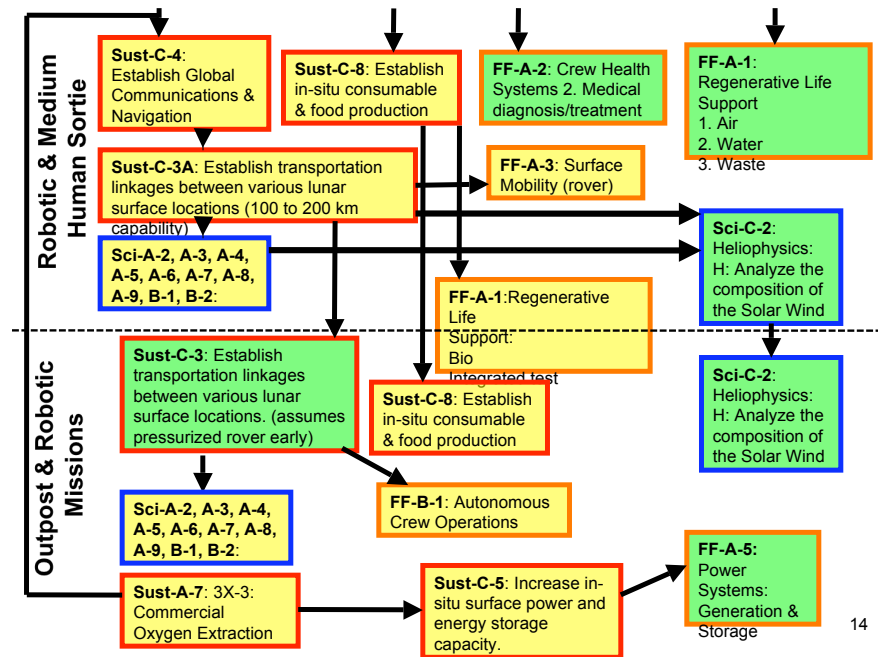 Robotic & Medium
Human Sortie
Sust-C-4:
Establish Global
Communications &
Navigation
Sust-C-8: Establish
in-situ consumable
& food production
FF-A-2: Crew Health
Systems 2. Medical
diagnosis/treatment
FF-A-1:
Regenerative Life
Support
1. Air
2. Water
3. Waste
Sust-C-3A: Establish transportation
linkages between various lunar
surface locations (100 to 200 km
capability)
FF-A-3: Surface
Mobility (rover)
Sci-A-2, A-3, A-4,
A-5, A-6, A-7, A-8,
A-9, B-1, B-2:
Sci-C-2:
Heliophysics:
H: Analyze the
composition of
the Solar Wind
FF-A-1:Regenerative
Life
Support:
Bio
Integrated test
Outpost & Robotic
Missions
Sust-C-3: Establish
transportation linkages
between various lunar
surface locations. (assumes
pressurized rover early)
Sust-C-8: Establish
in-situ consumable
& food production
Sci-C-2:
Heliophysics:
H: Analyze the
composition of
the Solar Wind
Sci-A-2, A-3, A-4,
A-5, A-6, A-7, A-8,
A-9, B-1, B-2:
FF-B-1: Autonomous
Crew Operations
FF-A-5:
Power
Systems:
Generation &
Storage
Sust-A-7: 3X-3:
Commercial
Oxygen Extraction
Sust-C-5: Increase in-
situ surface power and
energy storage
capacity.
14